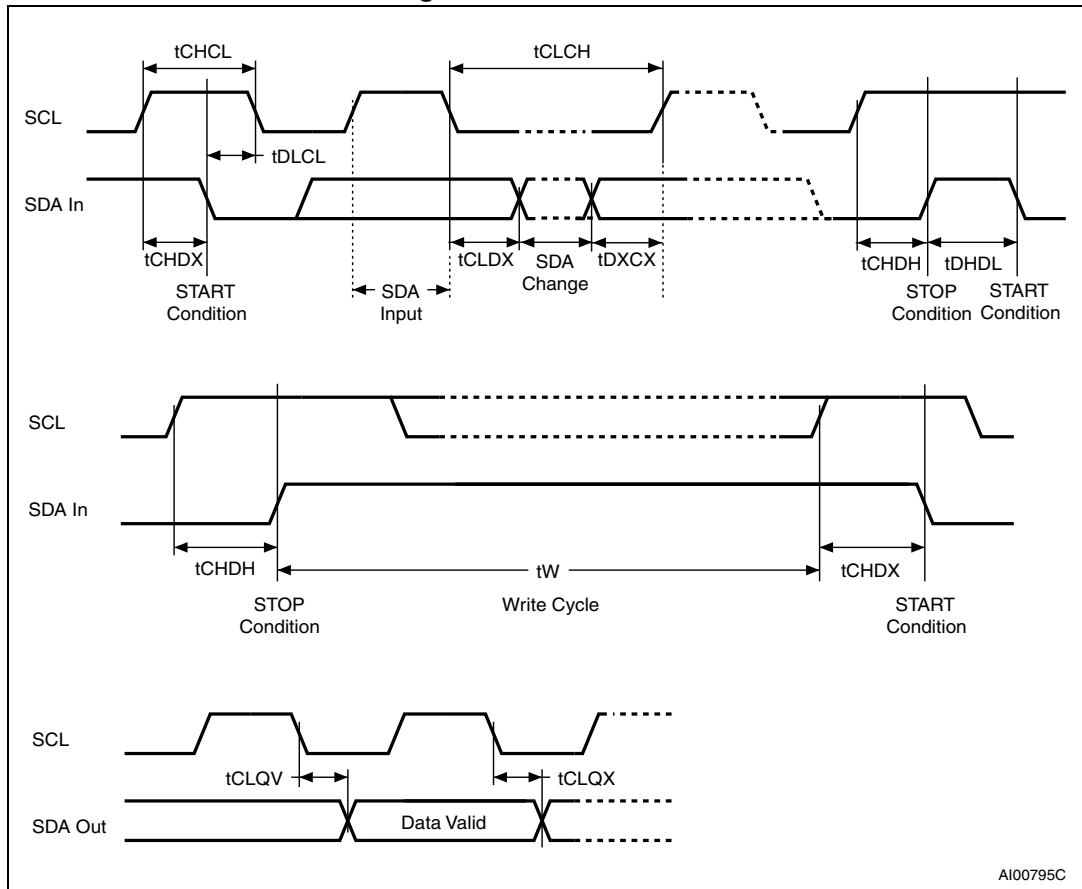 tCHCL
tCLCH
SCL
tDLCL
SDA In
tCHDX
tCLDX
SDA
Change
tDXCX
tCHDH
tDHDL
START
Condition
SDA
Input
STOP
Condition
START
Condition
SCL
SDA In
tCHDH
tW
tCHDX
STOP
Condition
Write Cycle
START
Condition
SCL
tCLQV
tCLQX
SDA Out
Data Valid
AI00795C